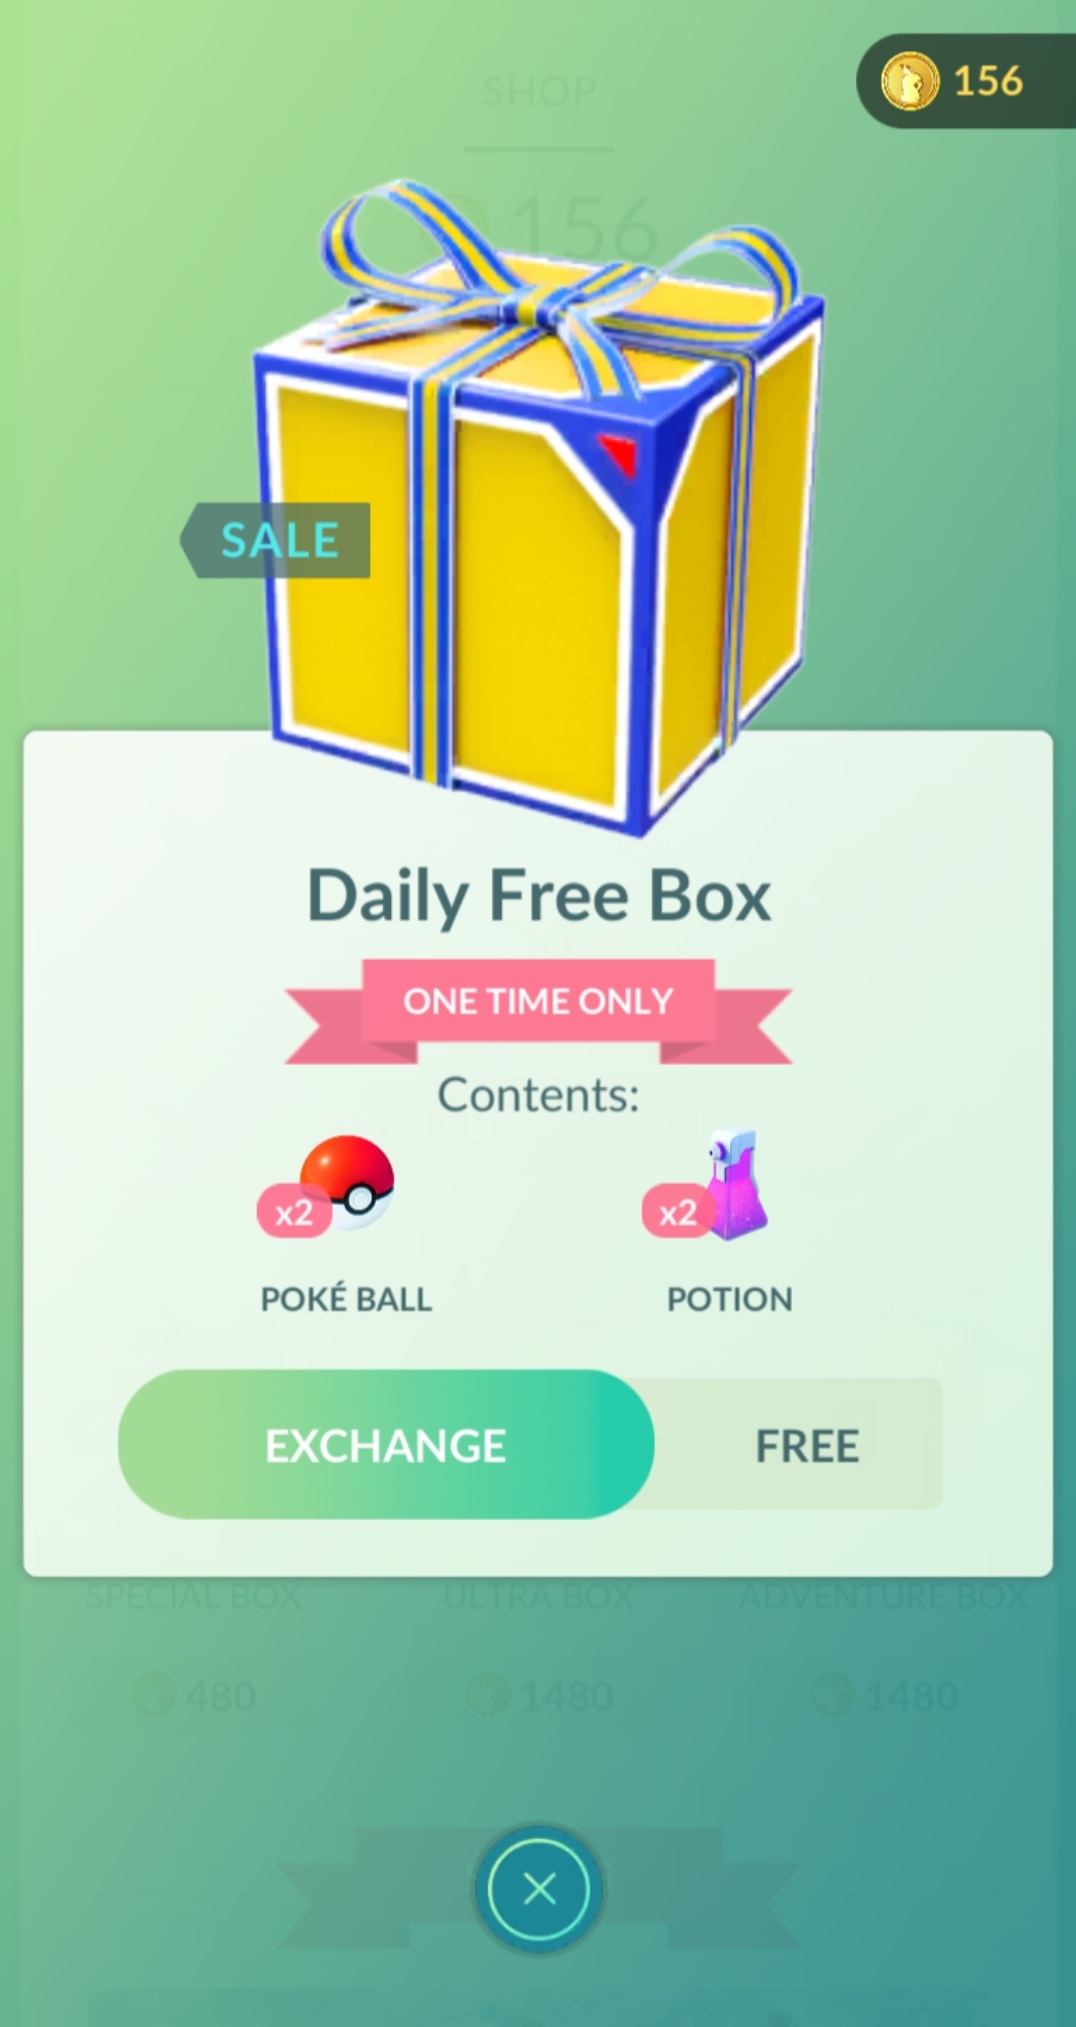 156
SHOP
156
SALE
Daily Free Box
ONE TIME ONLY
Contents:
x2
x2
POKÉ BALL
POTION
EXCHANGE
FREE
SPECIAL BOX
ULTRA BOX
ADVENTURE BOX
480
1480
1480